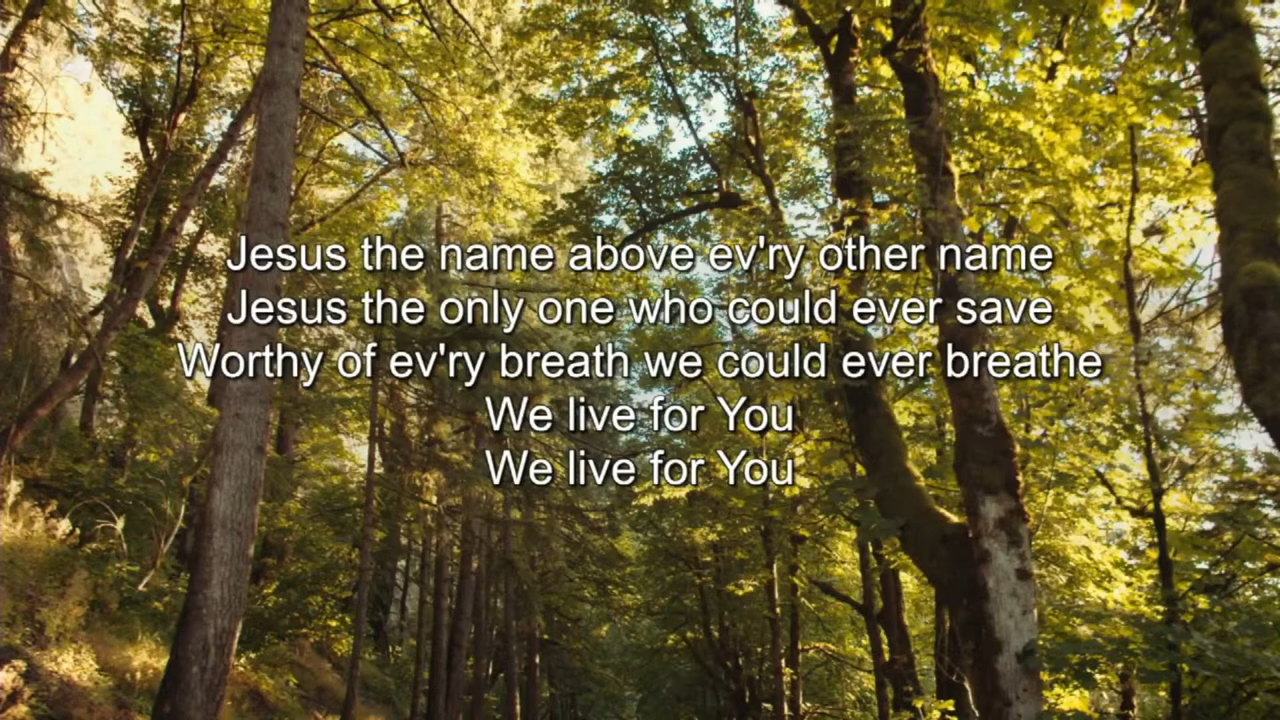 Jesus the name above ev'ry other name
Jesus the only one who could ever save
Worthy of ev'ry breath we could ever breathe
We live for You
We live for You